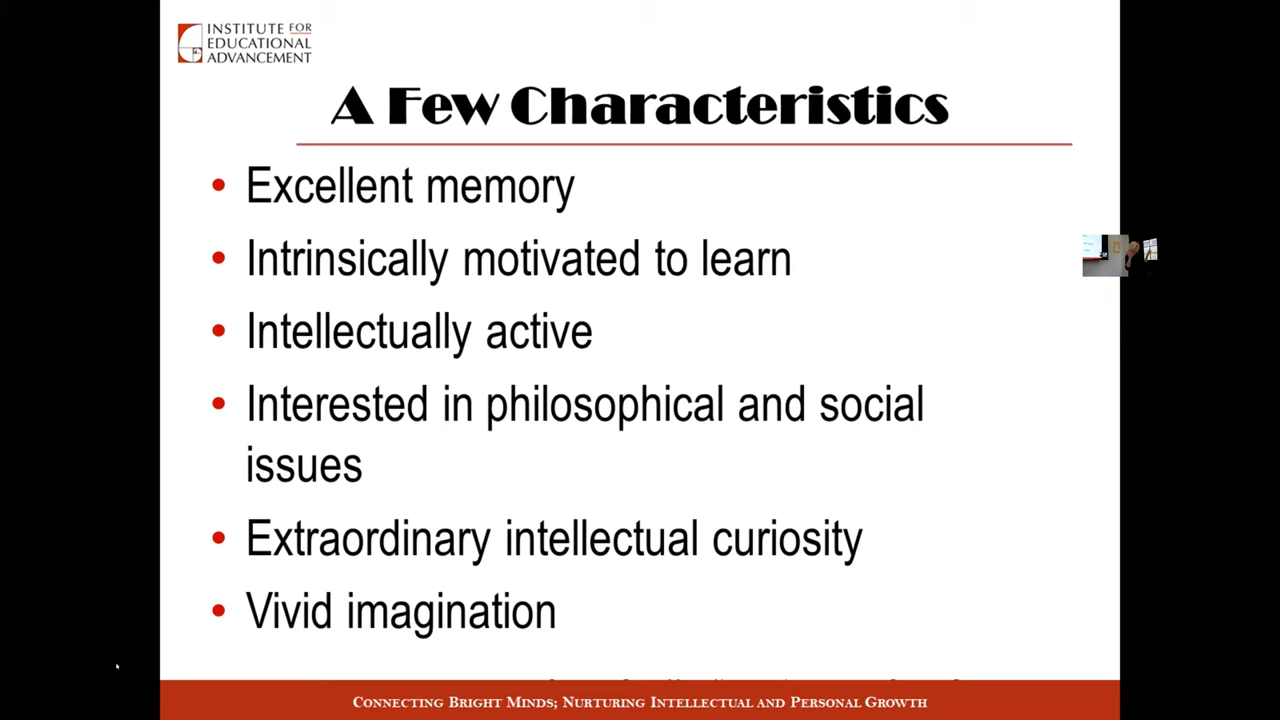 INSTITUTE FOR
EDUCATIONAL
ADVANCEMENT
A Few Characteristics
• Excellent memory
• Intrinsically motivated to learn
• Intellectually active
• Interested in philosophical and social
issues
• Extraordinary intellectual curiosity
• Vivid imagination
CONNECTING BRIGHT MINDS; NURTURING INTELLECTUAL AND PERSONAL GROWTH